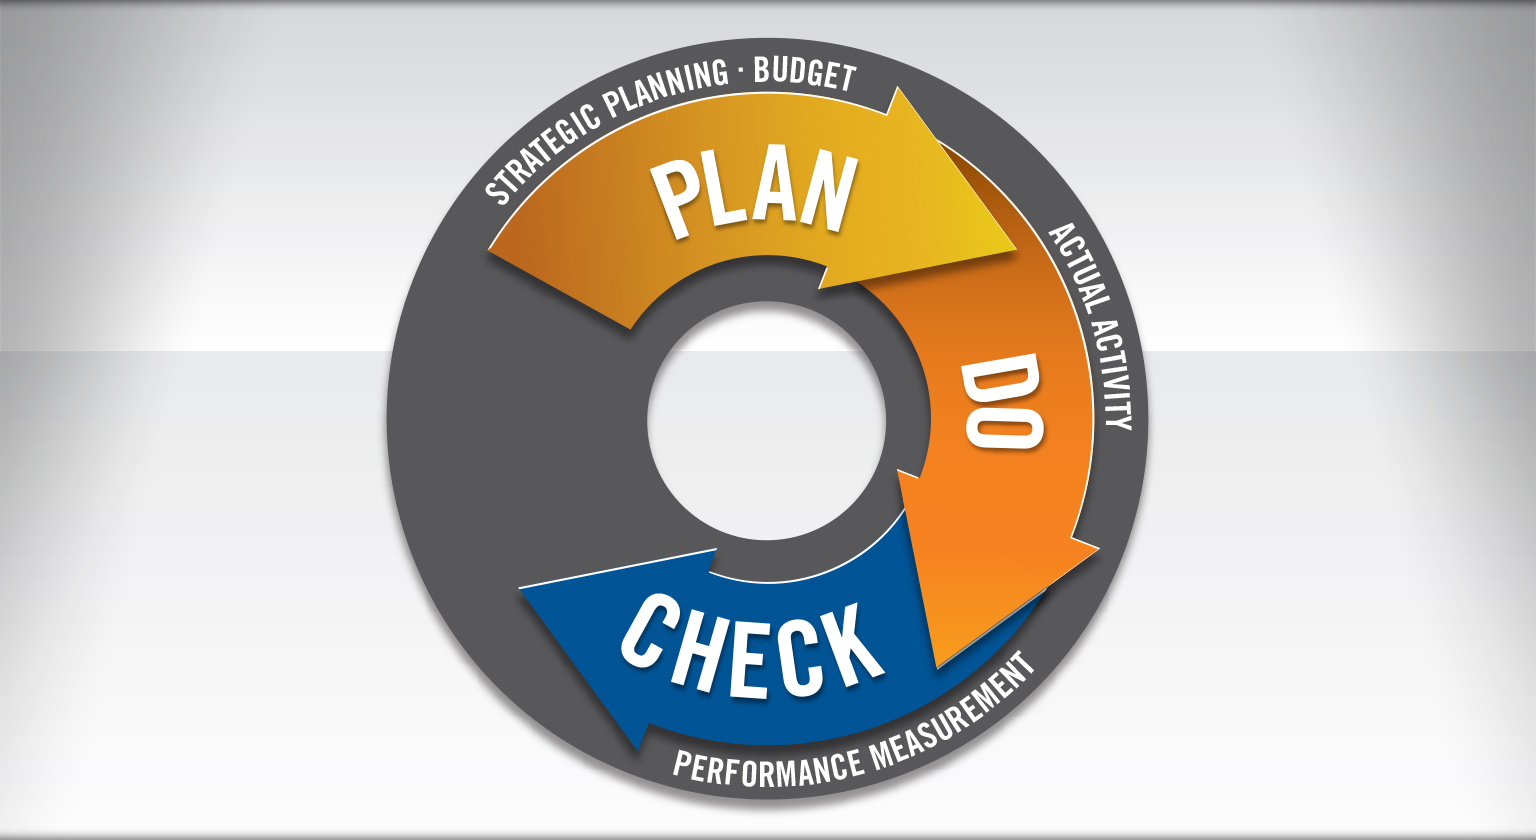 STRATEGIC PLANNING · BUDGET
PLAN
ACTUAL ACTIVITY
DO
CHECK
PERFORMANCE MEASUREMENT